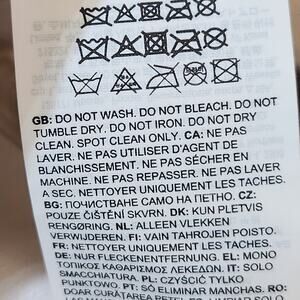 GB: DO NOT WASH. DO NOT BLEACH. DO NOT
TUMBLE DRY. DO NOT IRON. DO NOT DRY
CLEAN. SPOT CLEAN ONLY. CA: NE PAS
LAVER. NE PAS UTILISER D'AGENT DE
BLANCHISSEMENT. NE PAS SÉCHER EN
MACHINE. NE PAS REPASSER. NE PAS LAVER
A SEC. NETTOYER UNIQUEMENT LES TACHES.
BG: ПОЧИСТВАНЕ САМО НА ПЕТНО. CZ:
POUZE ČIŠTĚNÍ SKVRN. DK: KUN PLETVIS
RENGØRING. NL: ALLEEN VLEKKEN
VERWIJDEREN. FI: VAIN TAHROJEN POISTO.
FR: NETTOYER UNIQUEMENT LES TACHES.
DE: NUR FLECKENENTFERNUNG. EL: ΜΟΝΟ
ΤΟΠΙΚΟΣ ΚΑΘΑΡΙΣΜΟΣ ΛΕΚΕΔΩΝ. IT: SOLO
SMACCHIATURA. PL: CZYŚCIĆ TYLKO
PUNKTOWO. PT: SÓ ELIMINAR MANCHAS. RO:
DOAR CURĂȚAREA PETELOR.